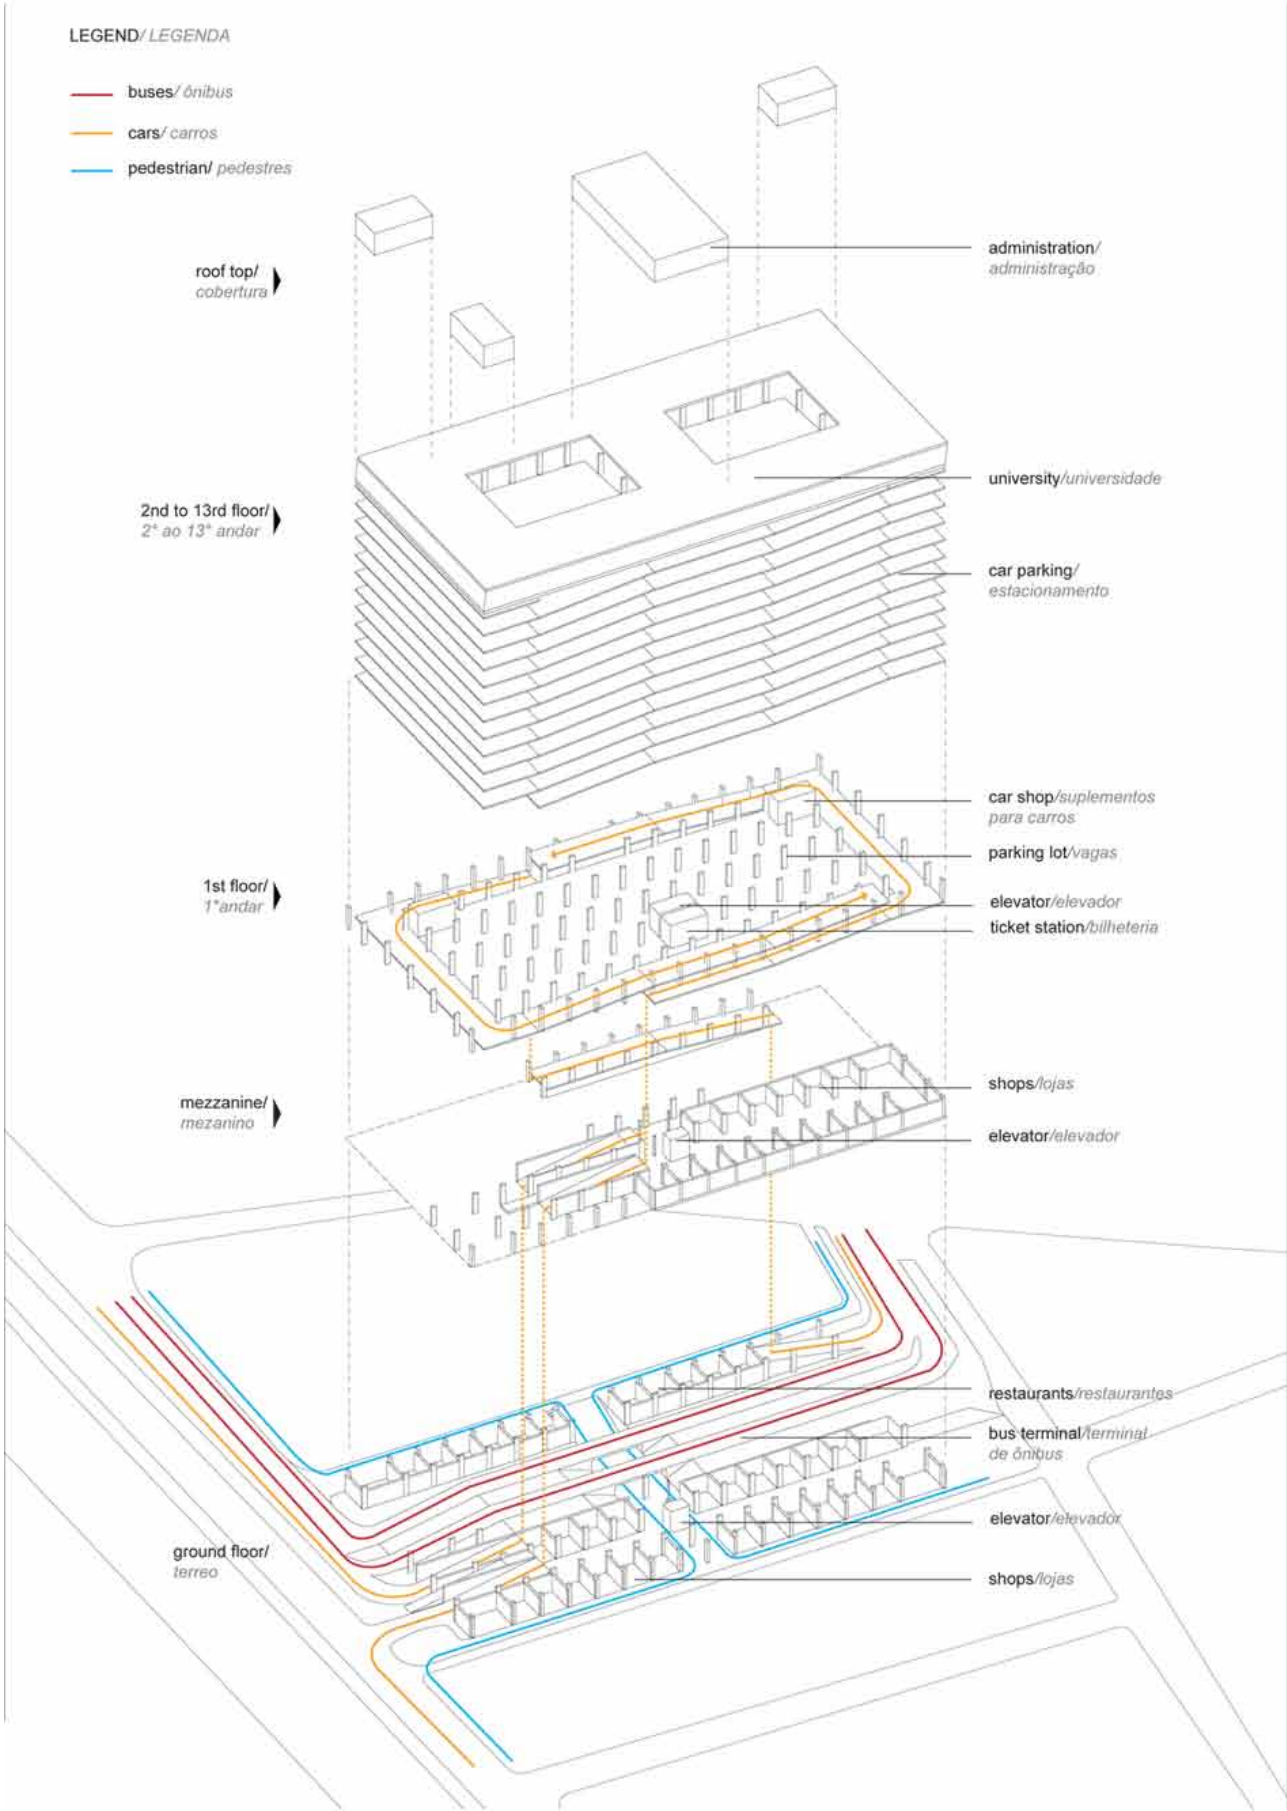 LEGEND/ LEGENDA
buses/ ônibus
cars/ carros
pedestrian/ pedestres
administration/
administração
roof top/
cobertura
university/universidade
2nd to 13rd floor/
2° ao 13° andar
car parking/
estacionamento
car shop/suplementos
para carros
parking lot/vagas
1st floor/
1°andar
elevator/elevador
ticket station/bilheteria
shops/lojas
mezzanine/
mezanino
elevator/elevador
restaurants/restaurantes
bus terminal/terminal
de ônibus
elevator/elevador
ground floor/
terreo
shops/lojas